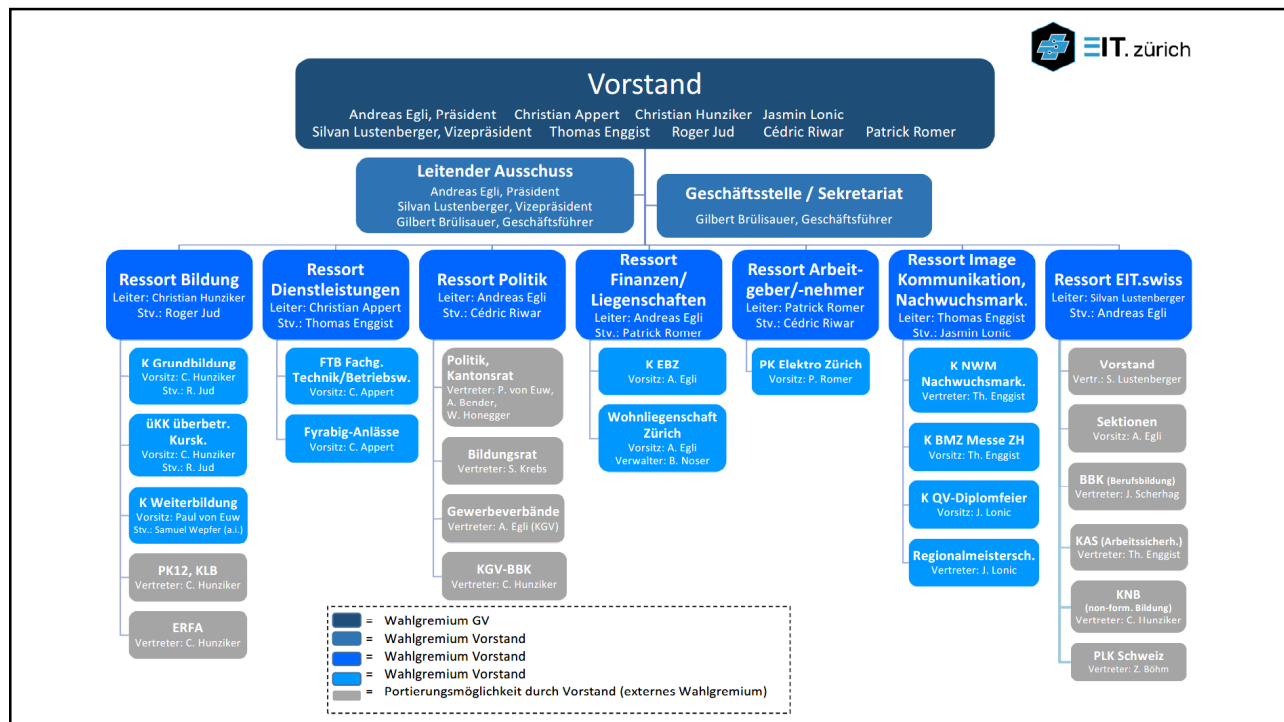 EIT. zürich
Vorstand
Andreas Egli, Präsident Christian Appert Christian Hunziker Jasmin Lonic
Silvan Lustenberger, Vizepräsident Thomas Enggist Roger Jud Cédric Riwar Patrick Romer
Leitender Ausschuss
Andreas Egli, Präsident
Silvan Lustenberger, Vizepräsident
Gilbert Brülisauer, Geschäftsführer
Geschäftsstelle / Sekretariat
Gilbert Brülisauer, Geschäftsführer
Ressort Bildung
Leiter: Christian Hunziker
Stv.: Roger Jud
K Grundbildung
Vorsitz: C. Hunziker
Stv.: R. Jud
üKK überbetr.
Kursk.
Vorsitz: C. Hunziker
Stv.: R. Jud
K Weiterbildung
Vorsitz: Paul von Euw
Stv.: Samuel Wepfer (a.i.)
PK12, KLB
Vertreter: C. Hunziker
ERFA
Vertreter: C. Hunziker
Ressort
Dienstleistungen
Leiter: Christian Appert
Stv.: Thomas Enggist
FTB Fachg.
Technik/Betriebsw.
Vorsitz: C. Appert
Fyrabig-Anlässe
Vorsitz: C. Appert
Ressort Politik
Leiter: Andreas Egli
Stv.: Cédric Riwar
Politik,
Kantonsrat
Vertreter: P. von Euw,
A. Bender,
W. Honegger
Bildungsrat
Vertreter: S. Krebs
Gewerbeverbände
Vertreter: A. Egli (KGV)
KGV-BBK
Vertreter: C. Hunziker
Ressort
Finanzen/
Liegenschaften
Leiter: Andreas Egli
Stv.: Patrick Romer
K EBZ
Vorsitz: A. Egli
Wohnliegenschaft
Zürich
Vorsitz: A. Egli
Verwalter: B. Noser
Ressort Arbeit-
geber/-nehmer
Leiter: Patrick Romer
Stv.: Cédric Riwar
PK Elektro Zürich
Vorsitz: P. Romer
Ressort Image
Kommunikation,
Nachwuchsmark.
Leiter: Thomas Enggist
Stv.: Jasmin Lonic
K NWM
Nachwuchsmark.
Vertreter: Th. Enggist
K BMZ Messe ZH
Vorsitz: Th. Enggist
K QV-Diplomfeier
Vorsitz: J. Lonic
Regionalmeistersch.
Vertreter: J. Lonic
Ressort EIT.swiss
Leiter: Silvan Lustenberger
Stv.: Andreas Egli
Vorstand
Vertr.: S. Lustenberger
Sektionen
Vorsitz: A. Egli
BBK (Berufsbildung)
Vertreter: J. Scherhag
KAS (Arbeitssicherh.)
Vertreter: Th. Enggist
KNB
(non-form. Bildung)
Vertreter: C. Hunziker
PLK Schweiz
Vertreter: Z. Böhm
= Wahlgremium GV
= Wahlgremium Vorstand
= Wahlgremium Vorstand
= Wahlgremium Vorstand
= Portierungsmöglichkeit durch Vorstand (externes Wahlgremium)